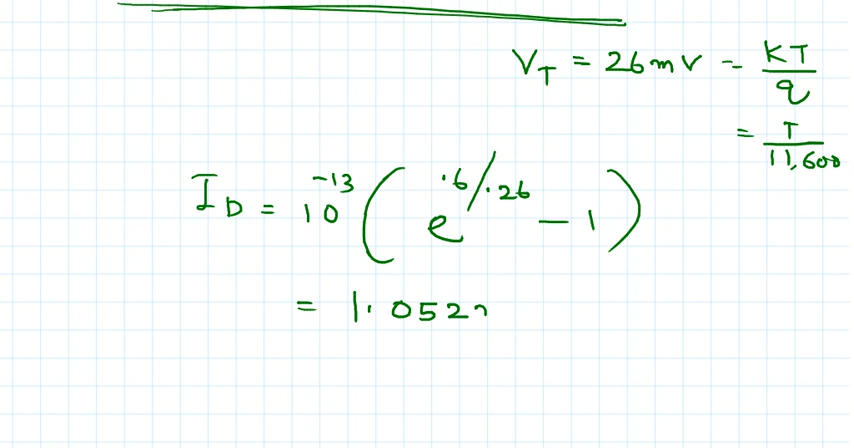 V_T = 26mV = KT/q
= T/11,600
I_D = 10^-13 ( e^.6/.26 - 1 )
= 1.052